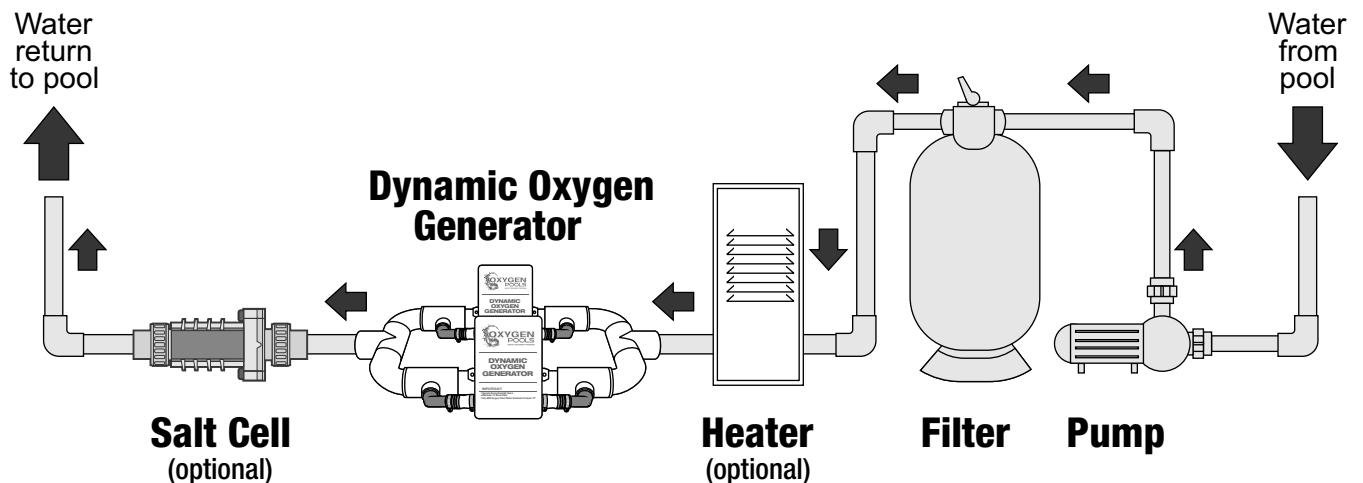 Water
return
to pool
Water
from
pool
Dynamic Oxygen
Generator
OXYGEN
POOLS
DYNAMIC
OXYGEN
GENERATOR
OXYGEN
POOLS
DYNAMIC
OXYGEN
GENERATOR
IMPORTANT
Salt Cell
(optional)
Heater
(optional)
Filter
Pump